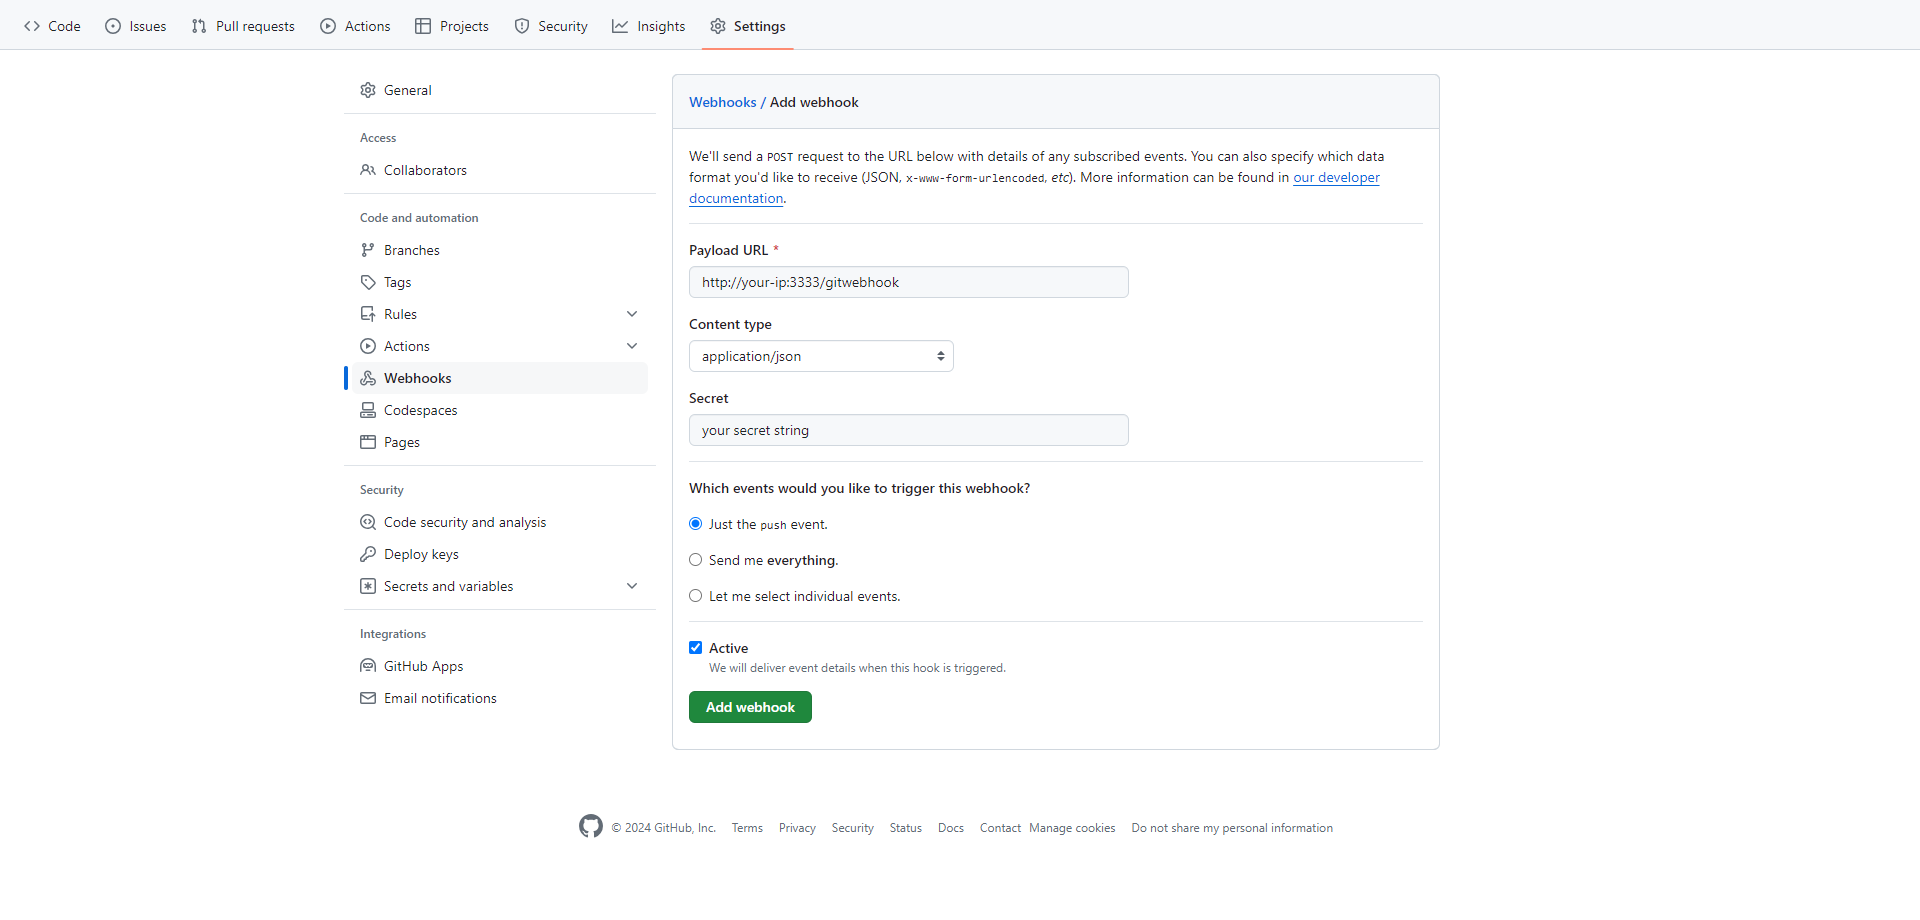 Code Issues Pull requests Actions Projects Security Insights Settings
General
Access
Collaborators
Code and automation
Branches
Tags
Rules
Actions
Webhooks
Codespaces
Pages
Security
Code security and analysis
Deploy keys
Secrets and variables
Integrations
GitHub Apps
Email notifications
Webhooks / Add webhook
We'll send a POST request to the URL below with details of any subscribed events. You can also specify which data
format you'd like to receive (JSON, x-www-form-urlencoded, etc). More information can be found in our developer
documentation.
Payload URL *
http://your-ip:3333/gitwebhook
Content type
application/json
Secret
your secret string
Which events would you like to trigger this webhook?
Just the push event.
Send me everything.
Let me select individual events.
Active
We will deliver event details when this hook is triggered.
Add webhook
© 2024 GitHub, Inc. Terms Privacy Security Status Docs Contact Manage cookies Do not share my personal information